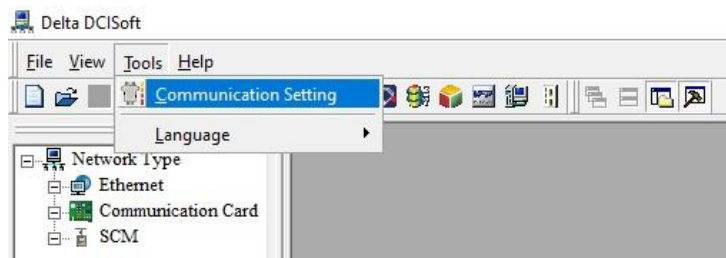 Delta DCISoft
File View Tools Help
Communication Setting
Language
Network Type
Ethernet
Communication Card
SCM